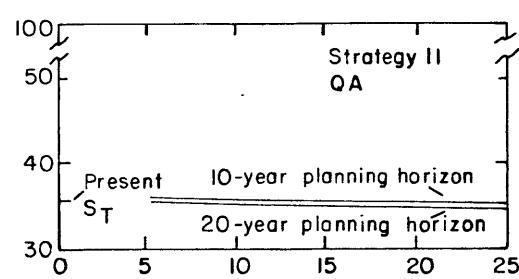 100
Strategy II
QA
50
40
Present
S_T
10-year planning horizon
20-year planning horizon
30
0 5 10 15 20 25